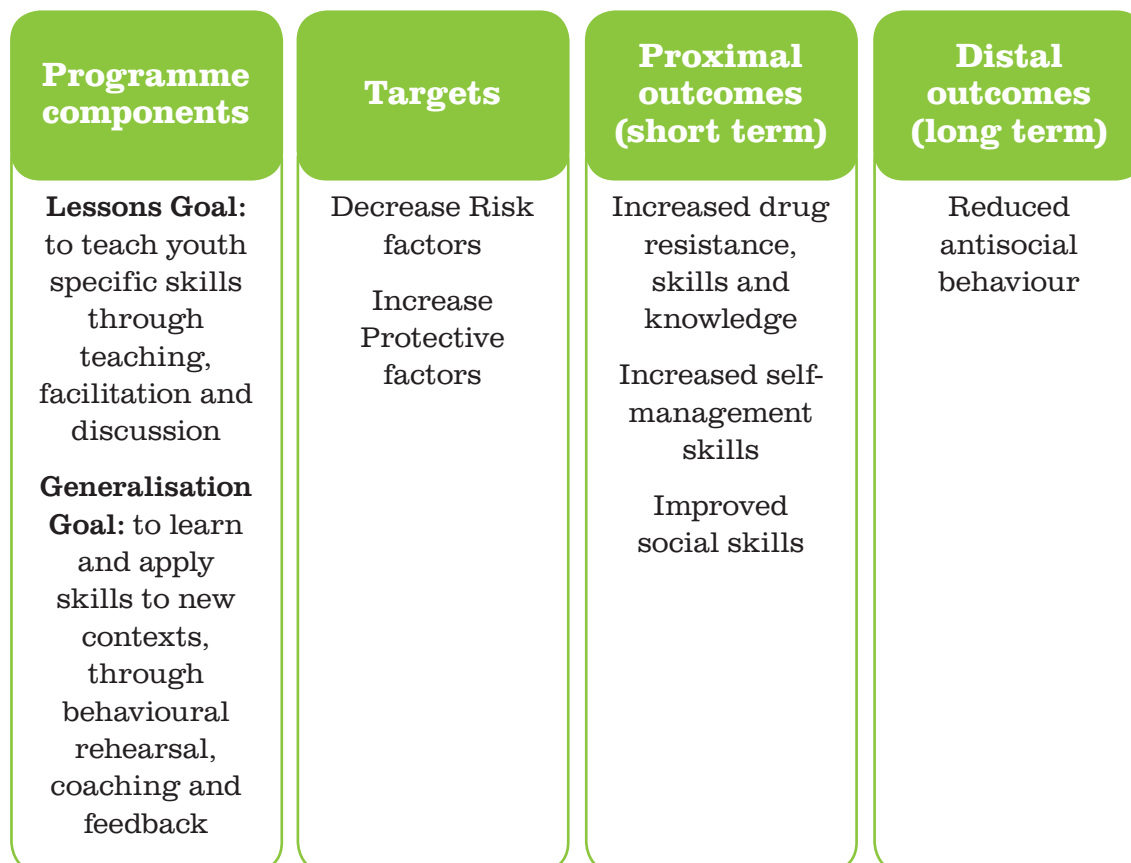 Programme
components
Lessons Goal:
to teach youth
specific skills
through
teaching,
facilitation and
discussion
Generalisation
Goal: to learn
and apply
skills to new
contexts,
through
behavioural
rehearsal,
coaching and
feedback
Targets
Decrease Risk
factors
Increase
Protective
factors
Proximal
outcomes
(short term)
Increased drug
resistance,
skills and
knowledge
Increased self-
management
skills
Improved
social skills
Distal
outcomes
(long term)
Reduced
antisocial
behaviour